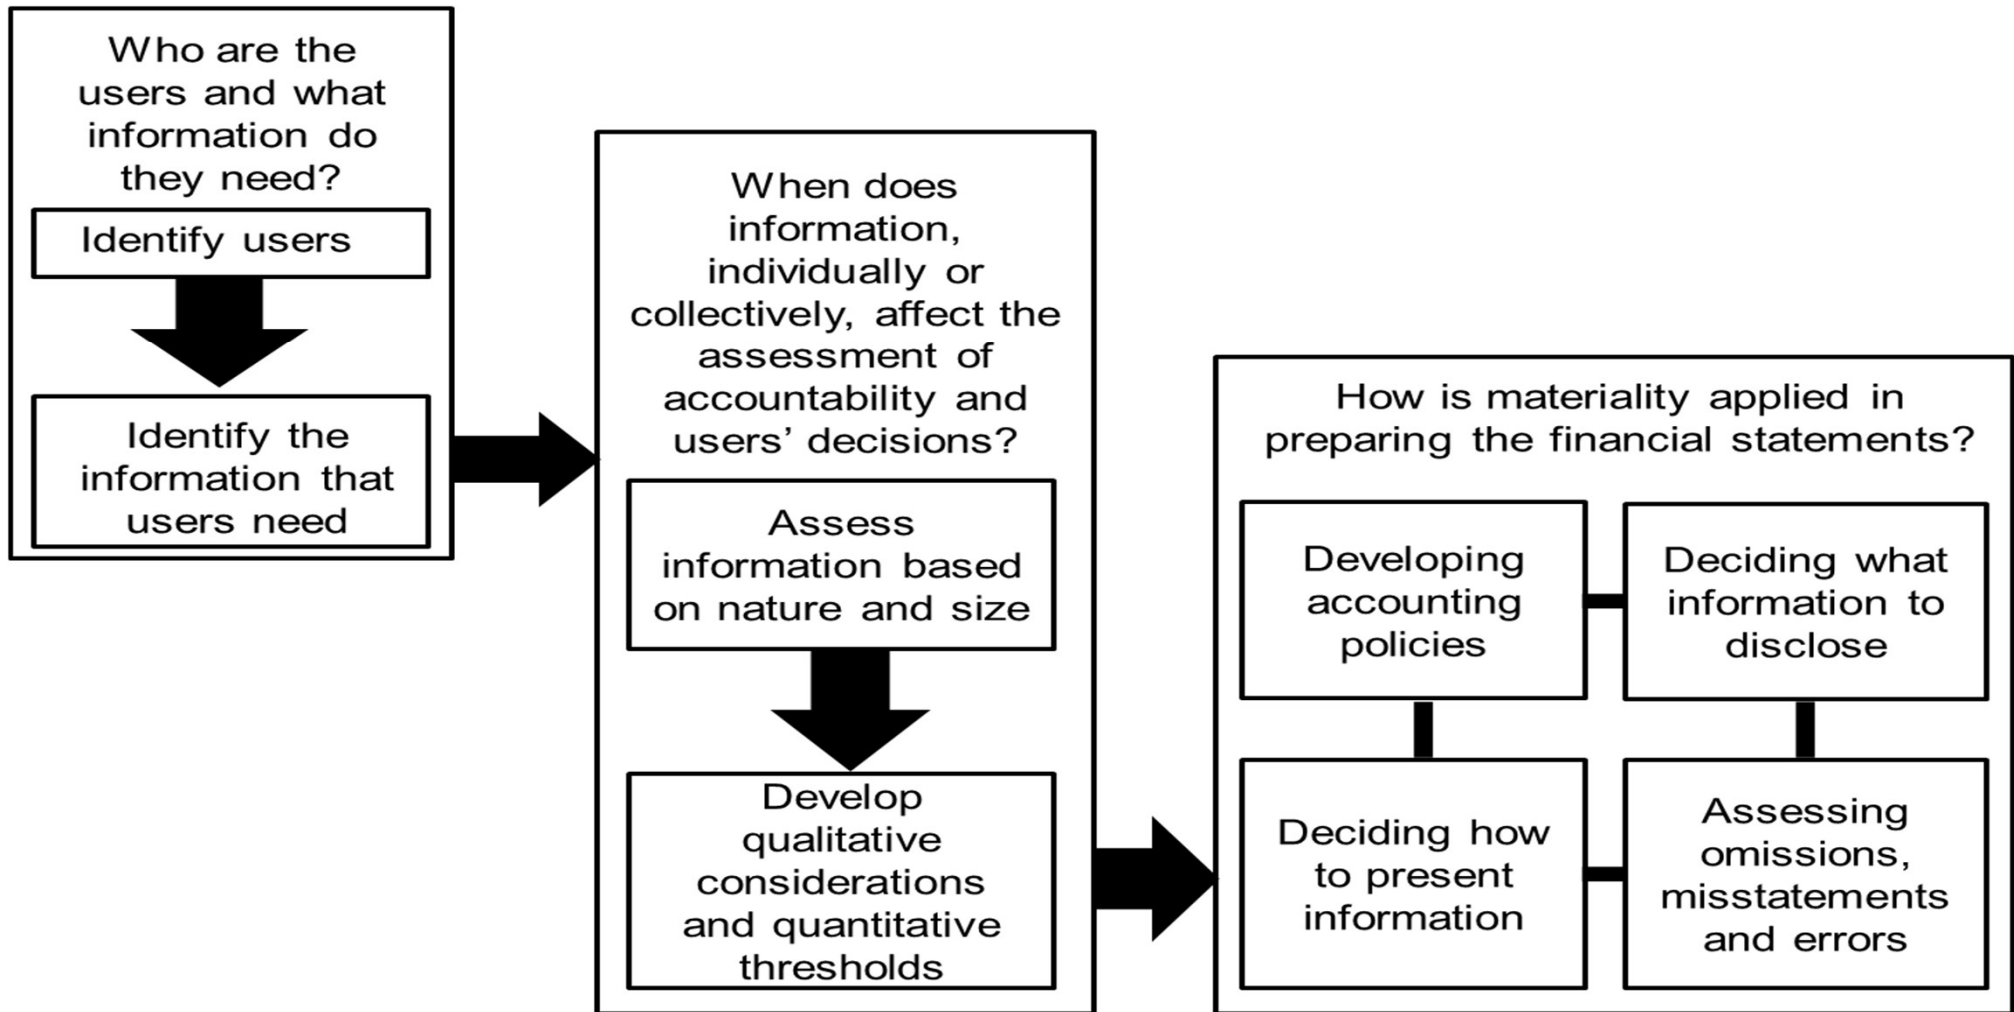 Who are the
users and what
information do
they need?
Identify users
Identify the
information that
users need
When does
information,
individually or
collectively, affect the
assessment of
accountability and
users’ decisions?
Assess
information based
on nature and size
Develop
qualitative
considerations
and quantitative
thresholds
How is materiality applied in
preparing the financial statements?
Developing
accounting
policies
Deciding what
information to
disclose
Deciding how
to present
information
Assessing
omissions,
misstatements
and errors